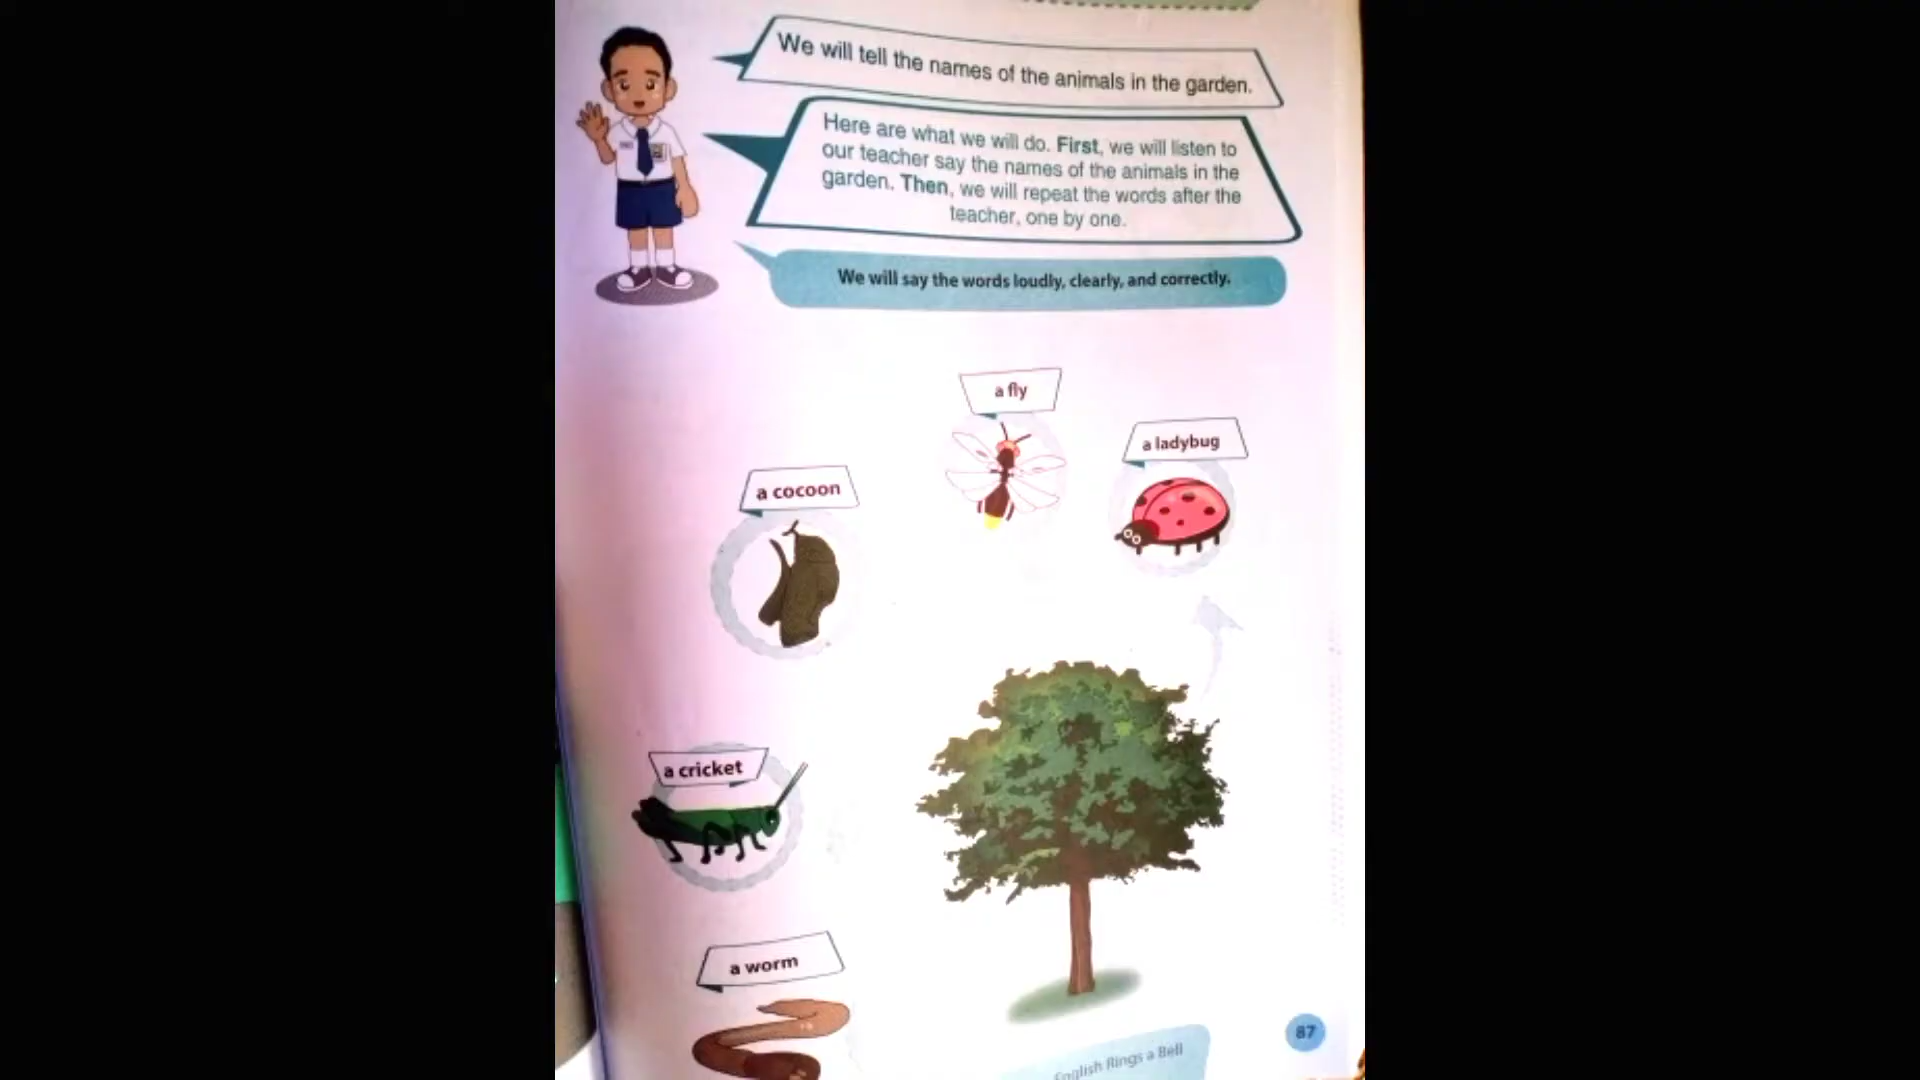 We will tell the names of the animals in the garden.
Here are what we will do. First, we will listen to
our teacher say the names of the animals in the
garden. Then, we will repeat the words after the
teacher, one by one.
We will say the words loudly, clearly, and correctly.
a fly
a ladybug
a cocoon
a cricket
a worm
English Rings a Bell
87